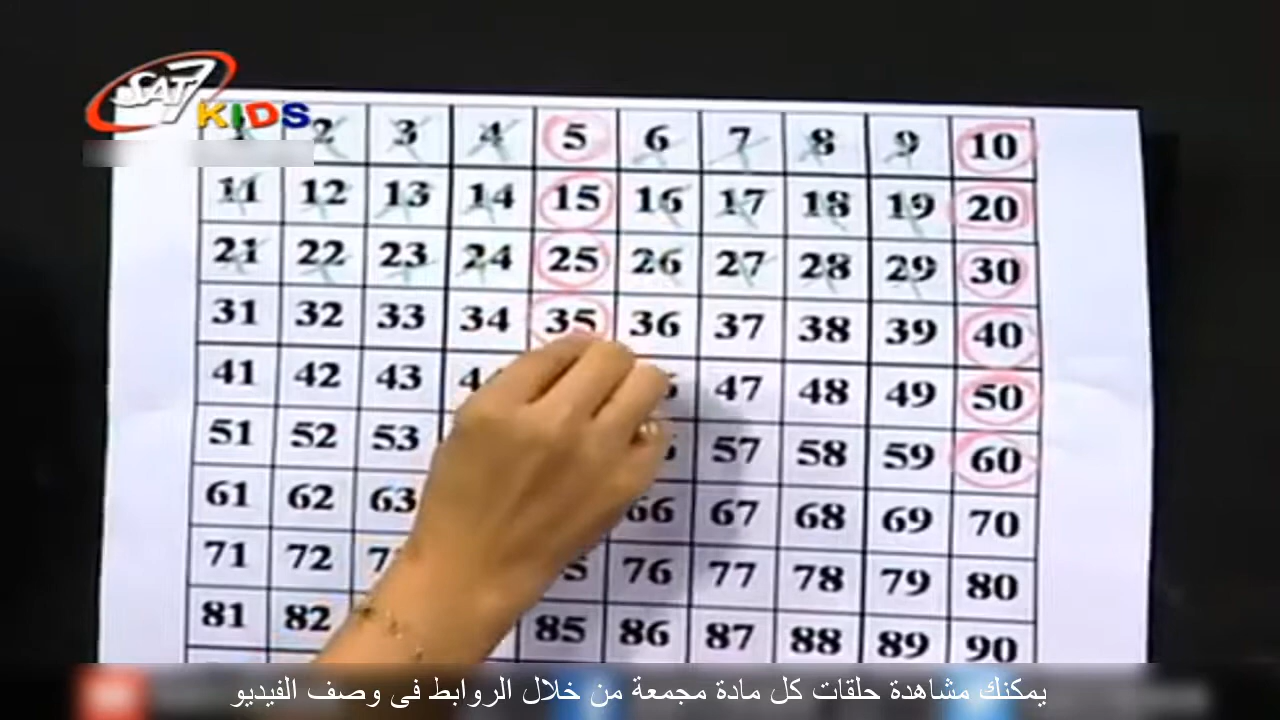 SAT7
KIDS
1 2 3 4 5 6 7 8 9 10
11 12 13 14 15 16 17 18 19 20
21 22 23 24 25 26 27 28 29 30
31 32 33 34 35 36 37 38 39 40
41 42 43 47 48 49 50
51 52 53 57 58 59 60
61 62 63 66 67 68 69 70
71 72 76 77 78 79 80
81 82 85 86 87 88 89 90
يمكنك مشاهدة حلقات كل مادة مجمعة من خلال الروابط فى وصف الفيديو